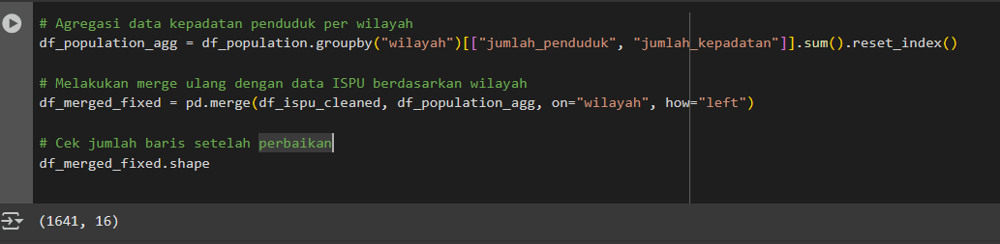 # Agregasi data kepadatan penduduk per wilayah
df_population_agg = df_population.groupby("wilayah")[["jumlah_penduduk", "jumlah_kepadatan"]].sum().reset_index()
# Melakukan merge ulang dengan data ISPU berdasarkan wilayah
df_merged_fixed = pd.merge(df_ispu_cleaned, df_population_agg, on="wilayah", how="left")
# Cek jumlah baris setelah perbaikan
df_merged_fixed.shape
(1641, 16)